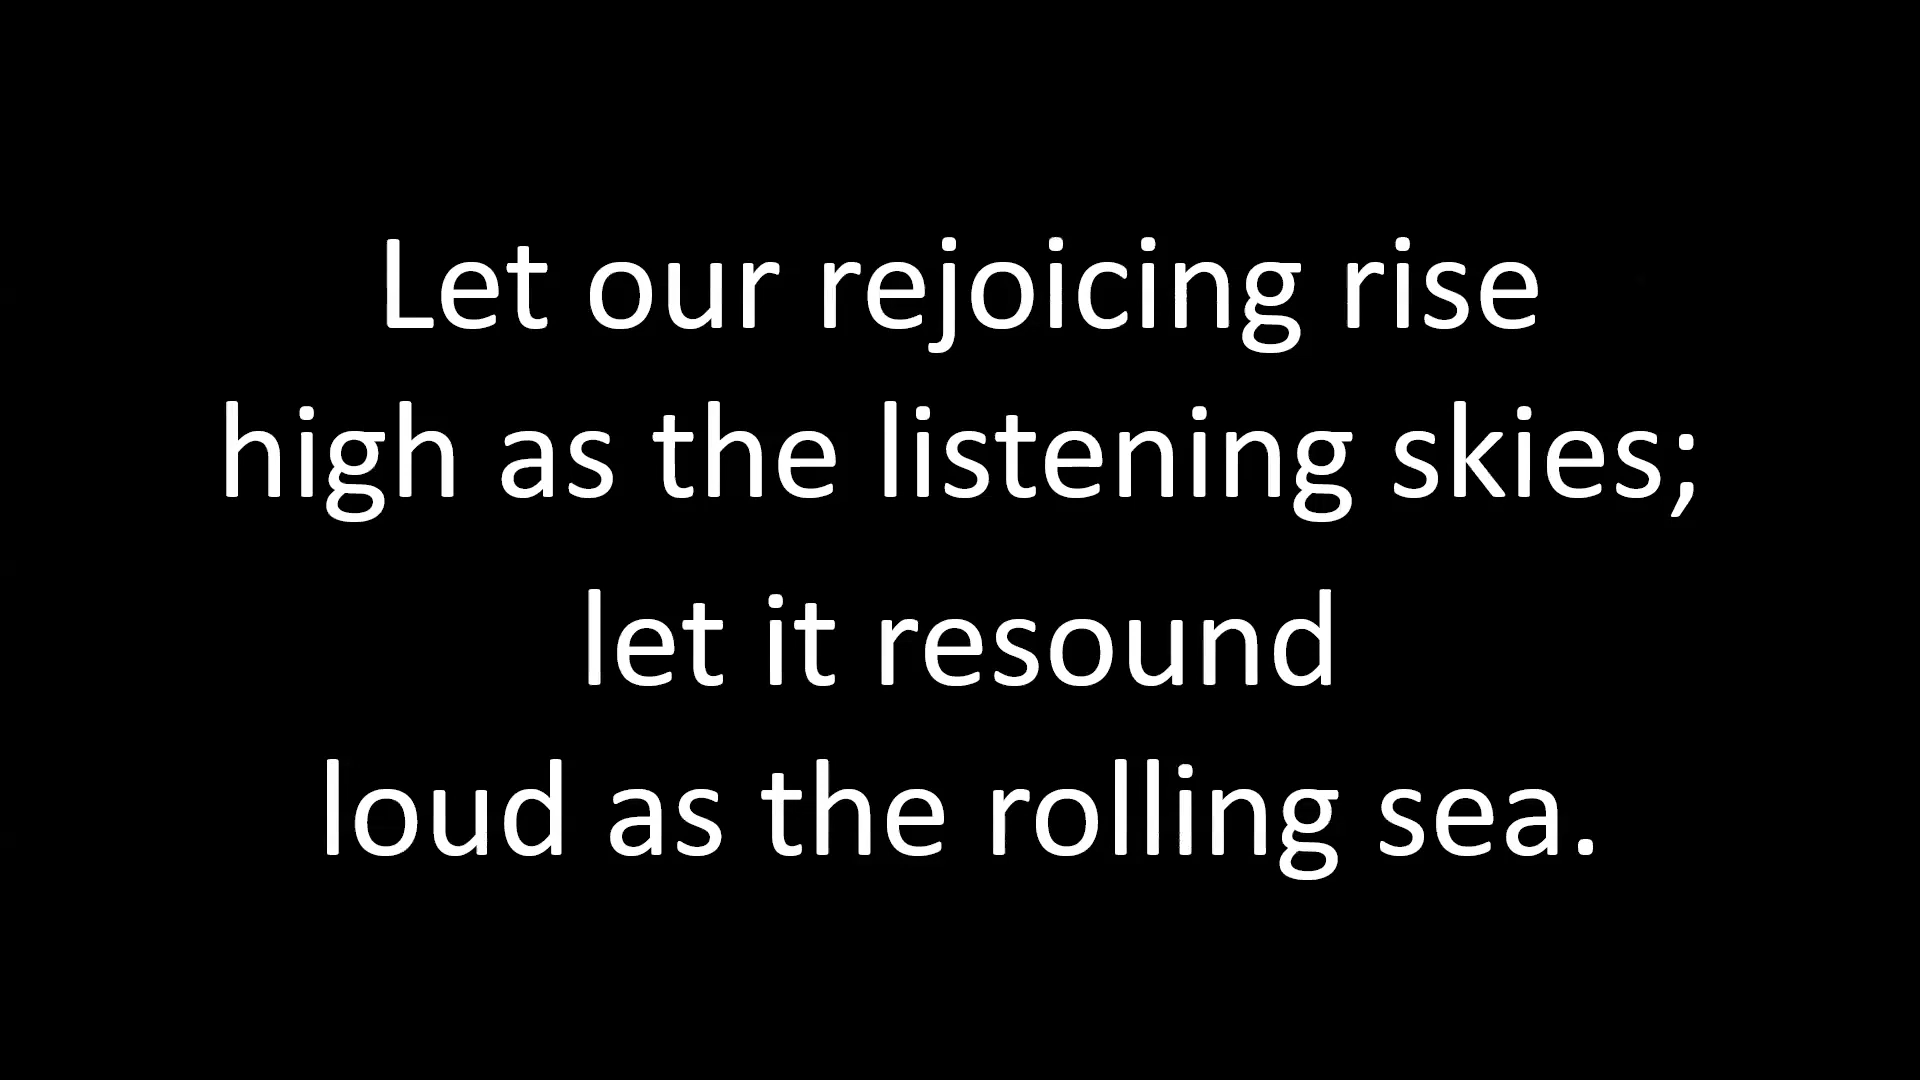 Let our rejoicing rise
high as the listening skies;
let it resound
loud as the rolling sea.